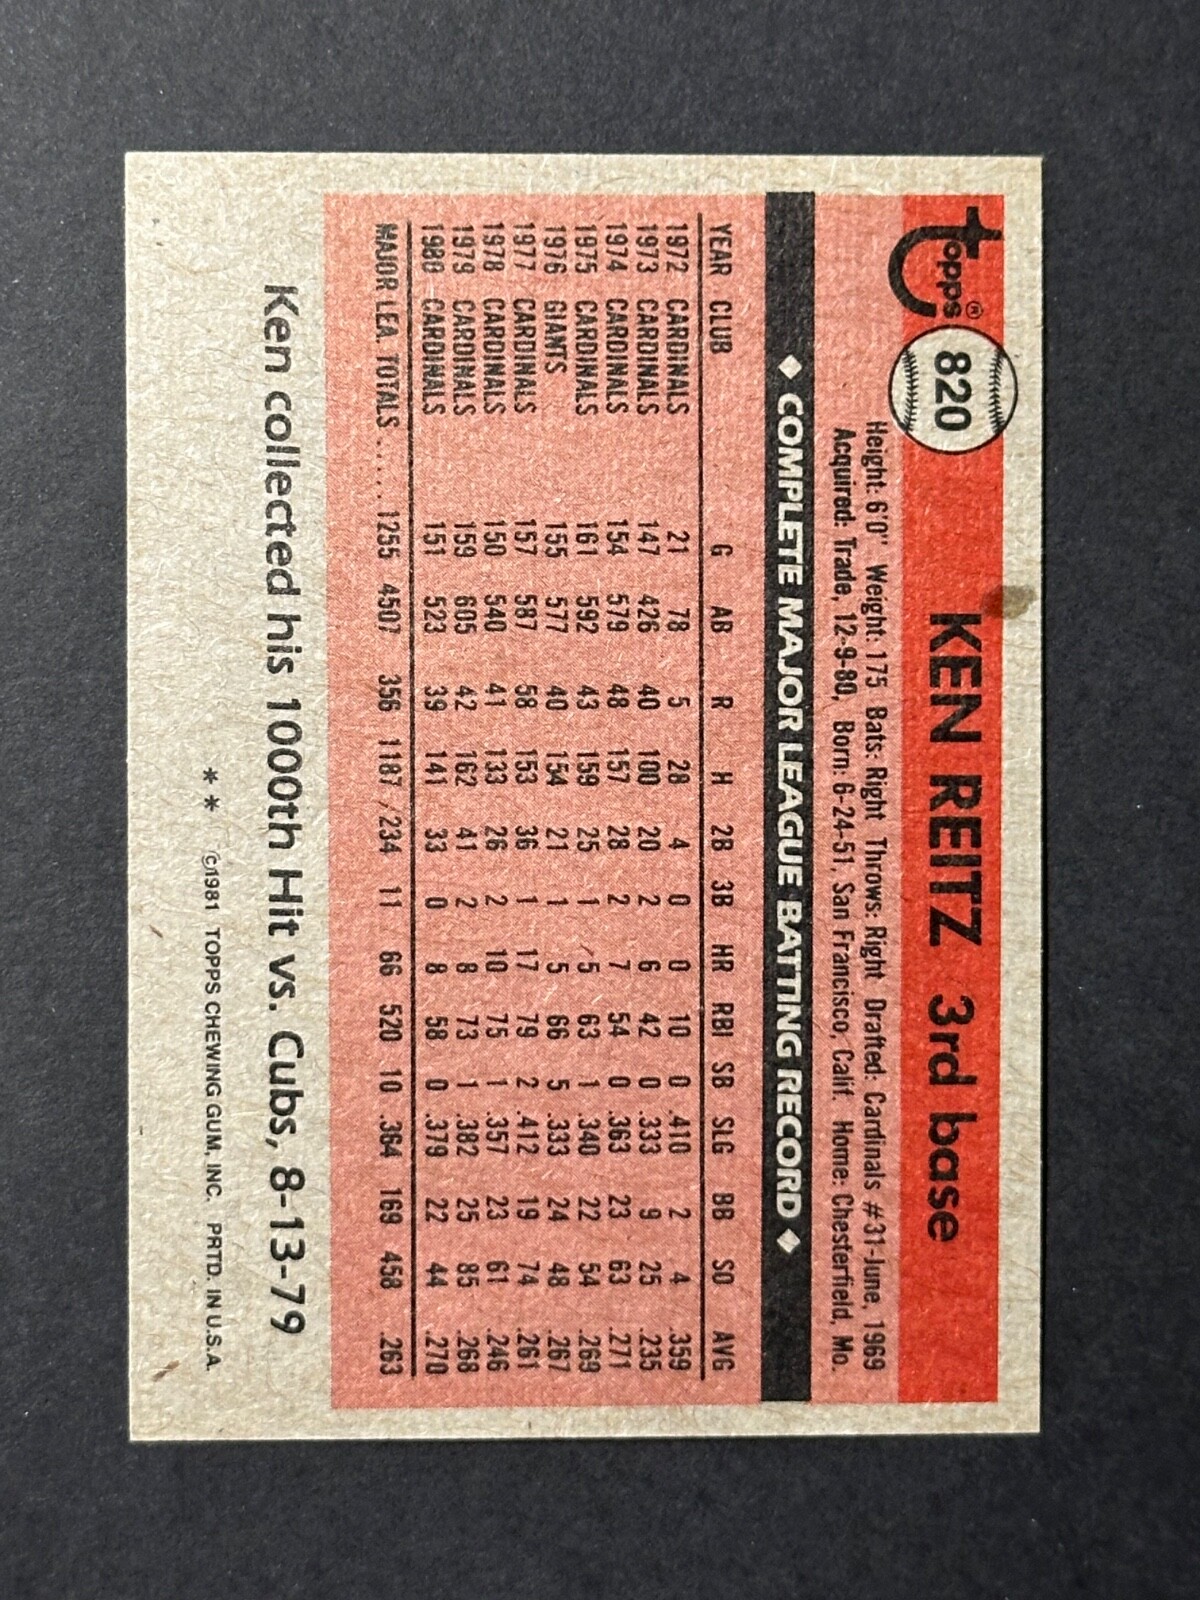 topps® 820 KEN REITZ 3rd base
Height: 6'0" Weight: 175 Bats: Right Throws: Right Drafted: Cardinals #31-June, 1969
Acquired: Trade, 12-9-80, Born: 6-24-51, San Francisco, Calif. Home: Chesterfield, Mo.
◆ COMPLETE MAJOR LEAGUE BATTING RECORD ◆
YEAR CLUB G AB R H 2B 3B HR RBI SB SLG BB SO AVG
1972 CARDINALS 21 78 5 28 4 0 0 10 0 .410 2 4 .359
1973 CARDINALS 147 426 40 100 20 2 6 42 0 .333 9 25 .235
1974 CARDINALS 154 579 48 157 28 2 7 54 0 .363 23 63 .271
1975 CARDINALS 161 592 43 159 25 1 5 63 1 .340 22 54 .269
1976 GIANTS 155 577 40 154 21 1 5 66 5 .333 24 48 .267
1977 CARDINALS 157 587 58 153 36 1 17 79 2 .412 19 74 .261
1978 CARDINALS 150 540 41 133 26 2 10 75 1 .357 23 61 .246
1979 CARDINALS 159 605 42 162 41 2 8 73 1 .382 25 85 .268
1980 CARDINALS 151 523 39 141 33 0 8 58 0 .379 22 44 .270
MAJOR LEA. TOTALS ...... 1255 4507 356 1187 234 11 66 520 10 .364 169 458 .263
Ken collected his 1000th Hit vs. Cubs, 8-13-79
** ©1981 TOPPS CHEWING GUM, INC. PRTD. IN U.S.A.